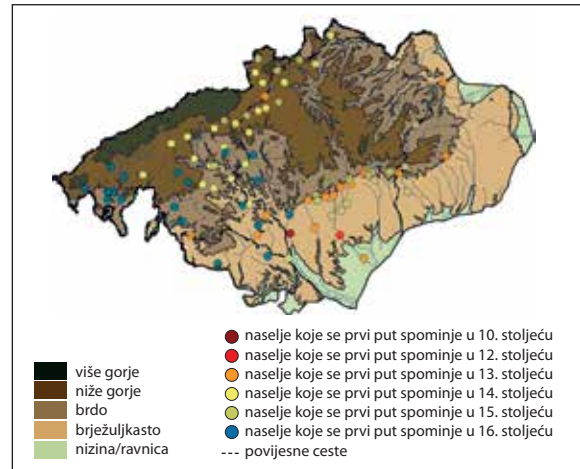 više gorje
niže gorje
brdo
brježuljkasto
nizina/ravnica
naselje koje se prvi put spominje u 10. stoljeću
naselje koje se prvi put spominje u 12. stoljeću
naselje koje se prvi put spominje u 13. stoljeću
naselje koje se prvi put spominje u 14. stoljeću
naselje koje se prvi put spominje u 15. stoljeću
naselje koje se prvi put spominje u 16. stoljeću
povijesne ceste